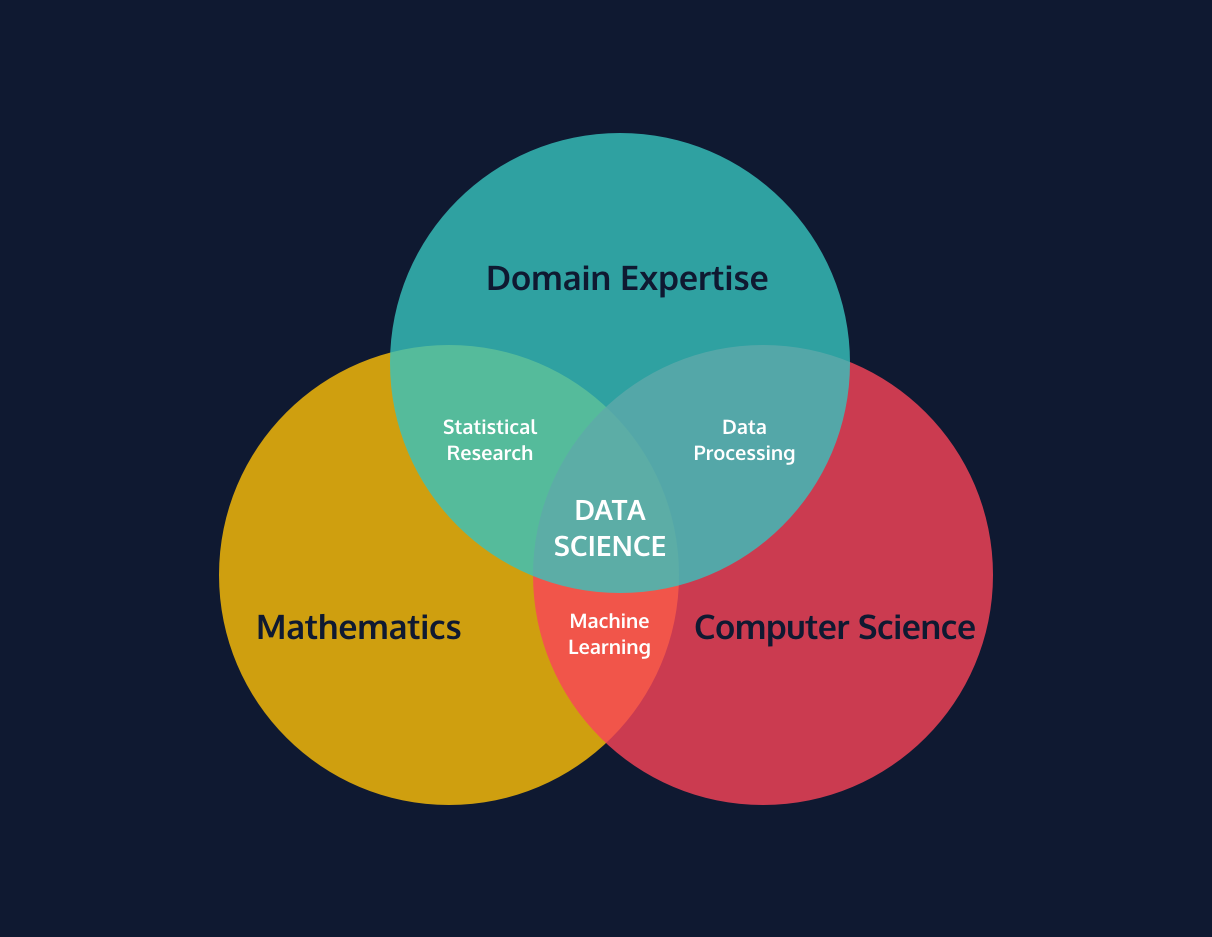 Domain Expertise
Statistical
Research
Data
Processing
DATA
SCIENCE
Mathematics
Machine
Learning
Computer Science